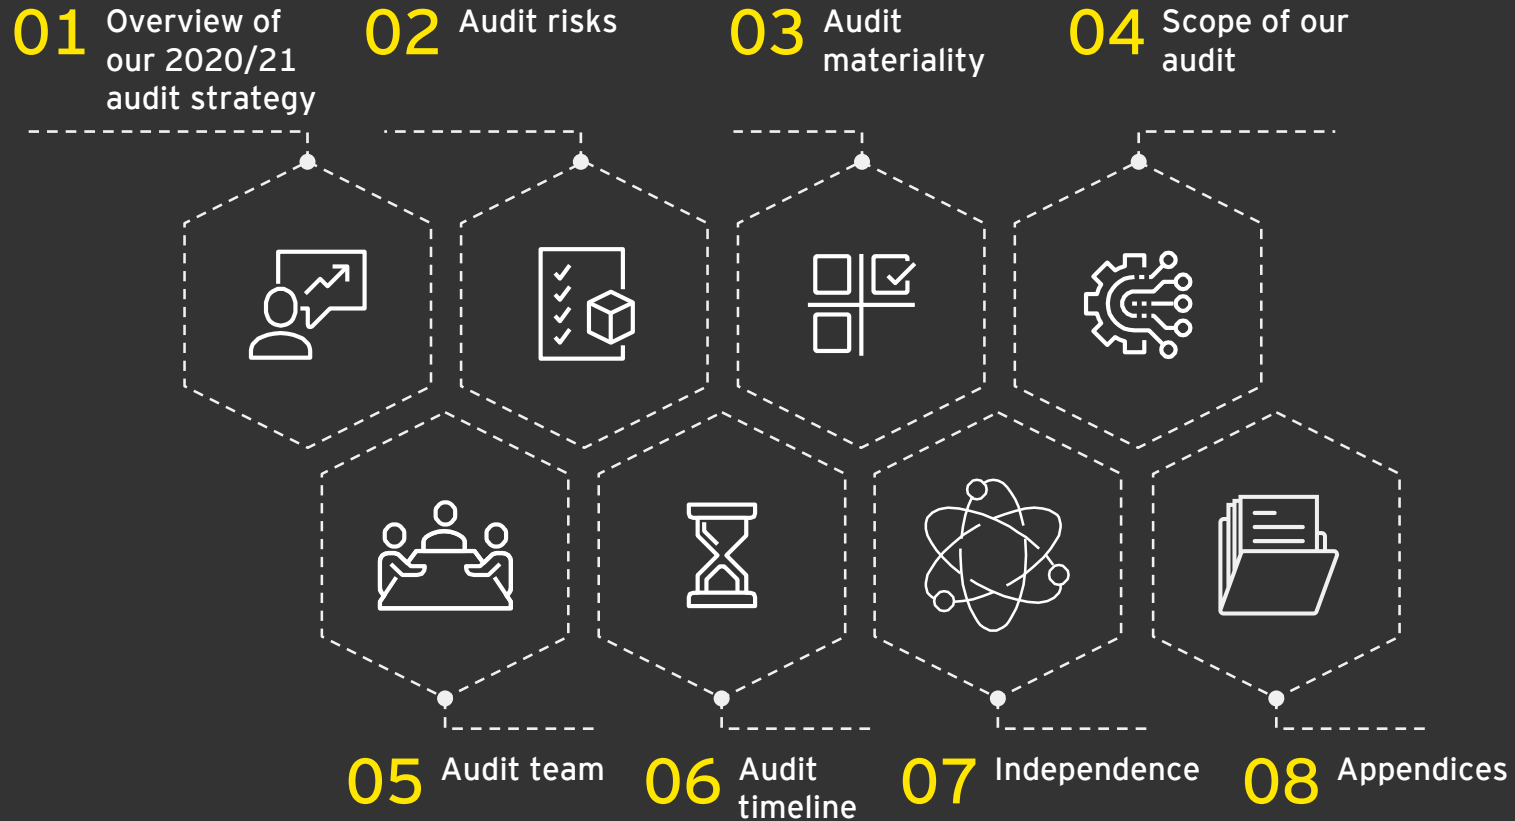 01 Overview of
our 2020/21
audit strategy
02 Audit risks
03 Audit
materiality
04 Scope of our
audit
05 Audit team
06 Audit
timeline
07 Independence
08 Appendices